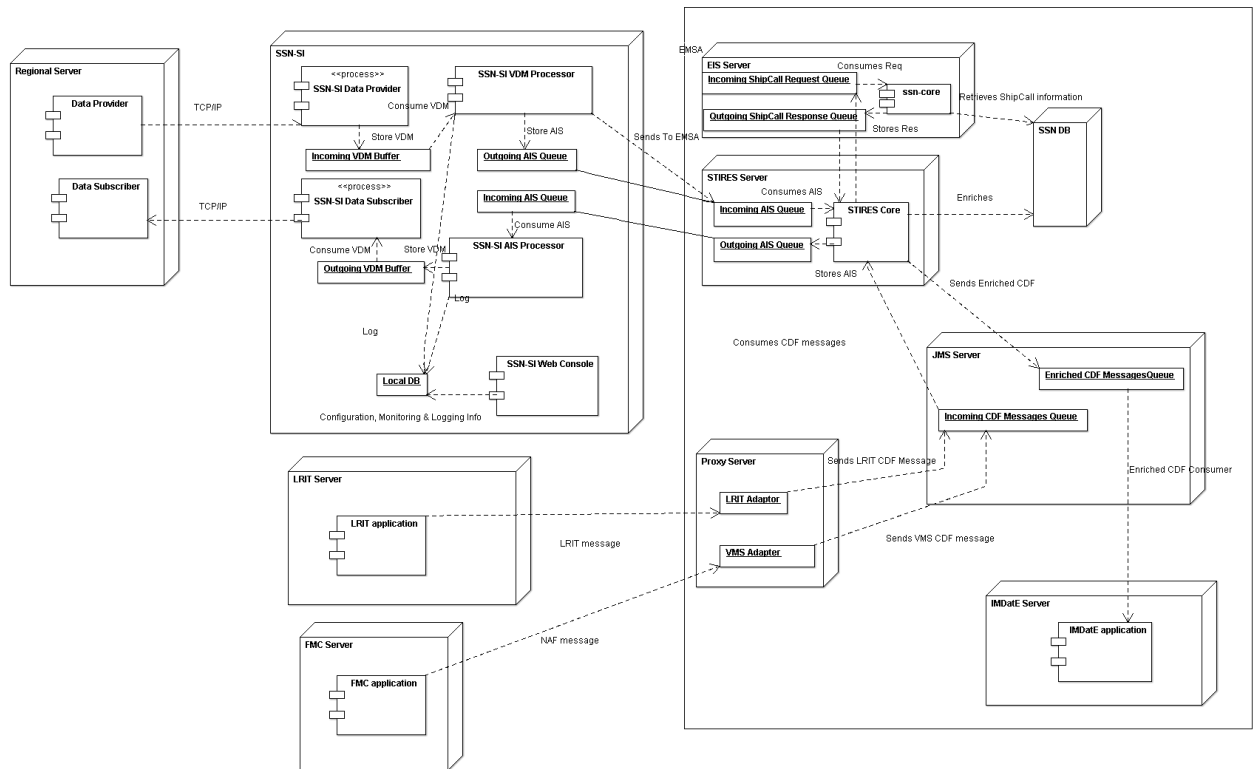 Regional Server
Data Provider
Data Subscriber
TCP/IP
TCP/IP
SSN-SI
<<process>>
SSN-SI Data Provider
SSN-SI VDM Processor
Consume VDM
Store VDM
Store AIS
Incoming VDM Buffer
Outgoing AIS Queue
<<process>>
SSN-SI Data Subscriber
Incoming AIS Queue
Consume AIS
Consume VDM
Store VDM
SSN-SI AIS Processor
Outgoing VDM Buffer
Log
Log
SSN-SI Web Console
Local DB
Configuration, Monitoring & Logging Info
Sends To EMSA
EMSA
EIS Server
Consumes Req
Incoming ShipCall Request Queue
ssn-core
Retrieves ShipCall information
Outgoing ShipCall Response Queue
Stores Res
SSN DB
STIRES Server
Consumes AIS
Incoming AIS Queue
STIRES Core
Enriches
Outgoing AIS Queue
Stores AIS
Sends Enriched CDF
Consumes CDF messages
JMS Server
Enriched CDF MessagesQueue
Incoming CDF Messages Queue
Proxy Server
Sends LRIT CDF Message
Enriched CDF Consumer
LRIT Adaptor
VMS Adapter
Sends VMS CDF message
LRIT Server
LRIT application
LRIT message
IMDatE Server
IMDatE application
FMC Server
NAF message
FMC application